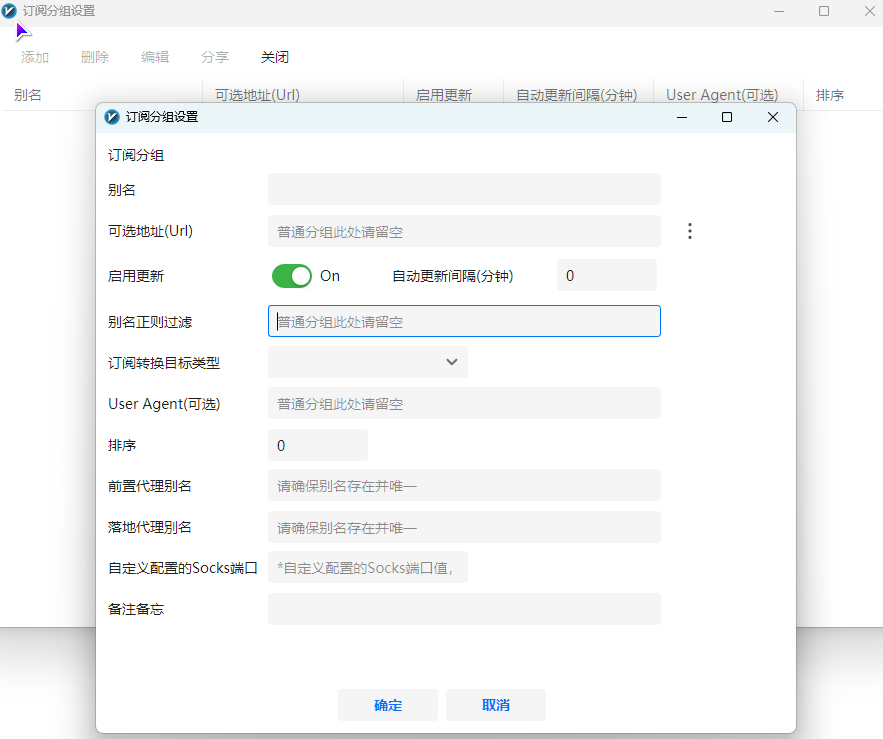 订阅分组设置
添加 删除 编辑 分享 关闭
别名 可选地址(Url) 启用更新 自动更新间隔(分钟) User Agent(可选) 排序
订阅分组设置
订阅分组
别名
可选地址(Url) 普通分组此处请留空
启用更新 On 自动更新间隔(分钟) 0
别名正则过滤 普通分组此处请留空
订阅转换目标类型
User Agent(可选) 普通分组此处请留空
排序 0
前置代理别名 请确保别名存在并唯一
落地代理别名 请确保别名存在并唯一
自定义配置的Socks端口 *自定义配置的Socks端口值，
备注备忘
确定 取消